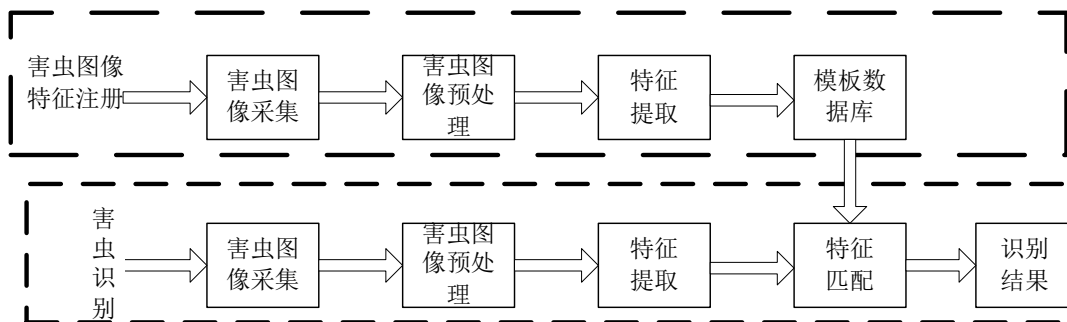 害虫图像
特征注册
害虫图
像采集
害虫图
像预处
理
特征
提取
模板数
据库
害
虫
识
别
害虫图
像采集
害虫图
像预处
理
特征
提取
特征
匹配
识别
结果